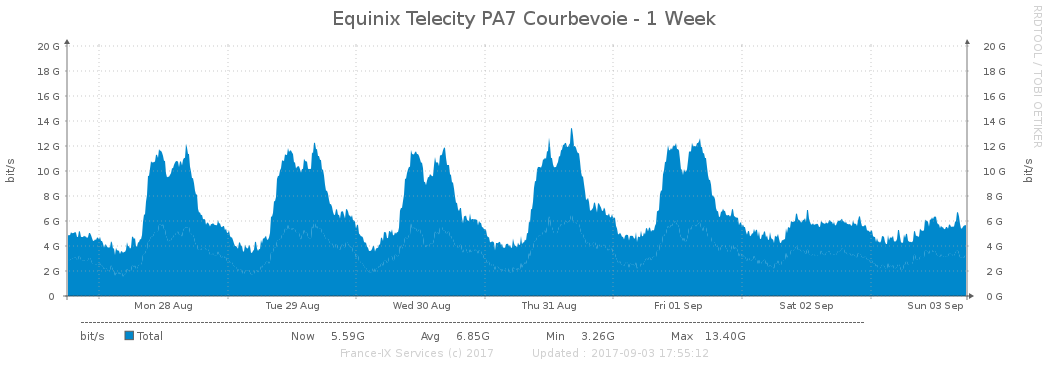 Equinix Telecity PA7 Courbevoie - 1 Week
RRDTOOL / TOBI OETIKER
20 G 20 G
18 G 18 G
16 G 16 G
14 G 14 G
12 G 12 G
10 G 10 G
8 G 8 G
6 G 6 G
4 G 4 G
2 G 2 G
0 0 G
bit/s
bit/s
Mon 28 Aug Tue 29 Aug Wed 30 Aug Thu 31 Aug Fri 01 Sep Sat 02 Sep Sun 03 Sep
bit/s Total Now 5.59G Avg 6.85G Min 3.26G Max 13.40G
France-IX Services (c) 2017 Updated : 2017-09-03 17:55:12